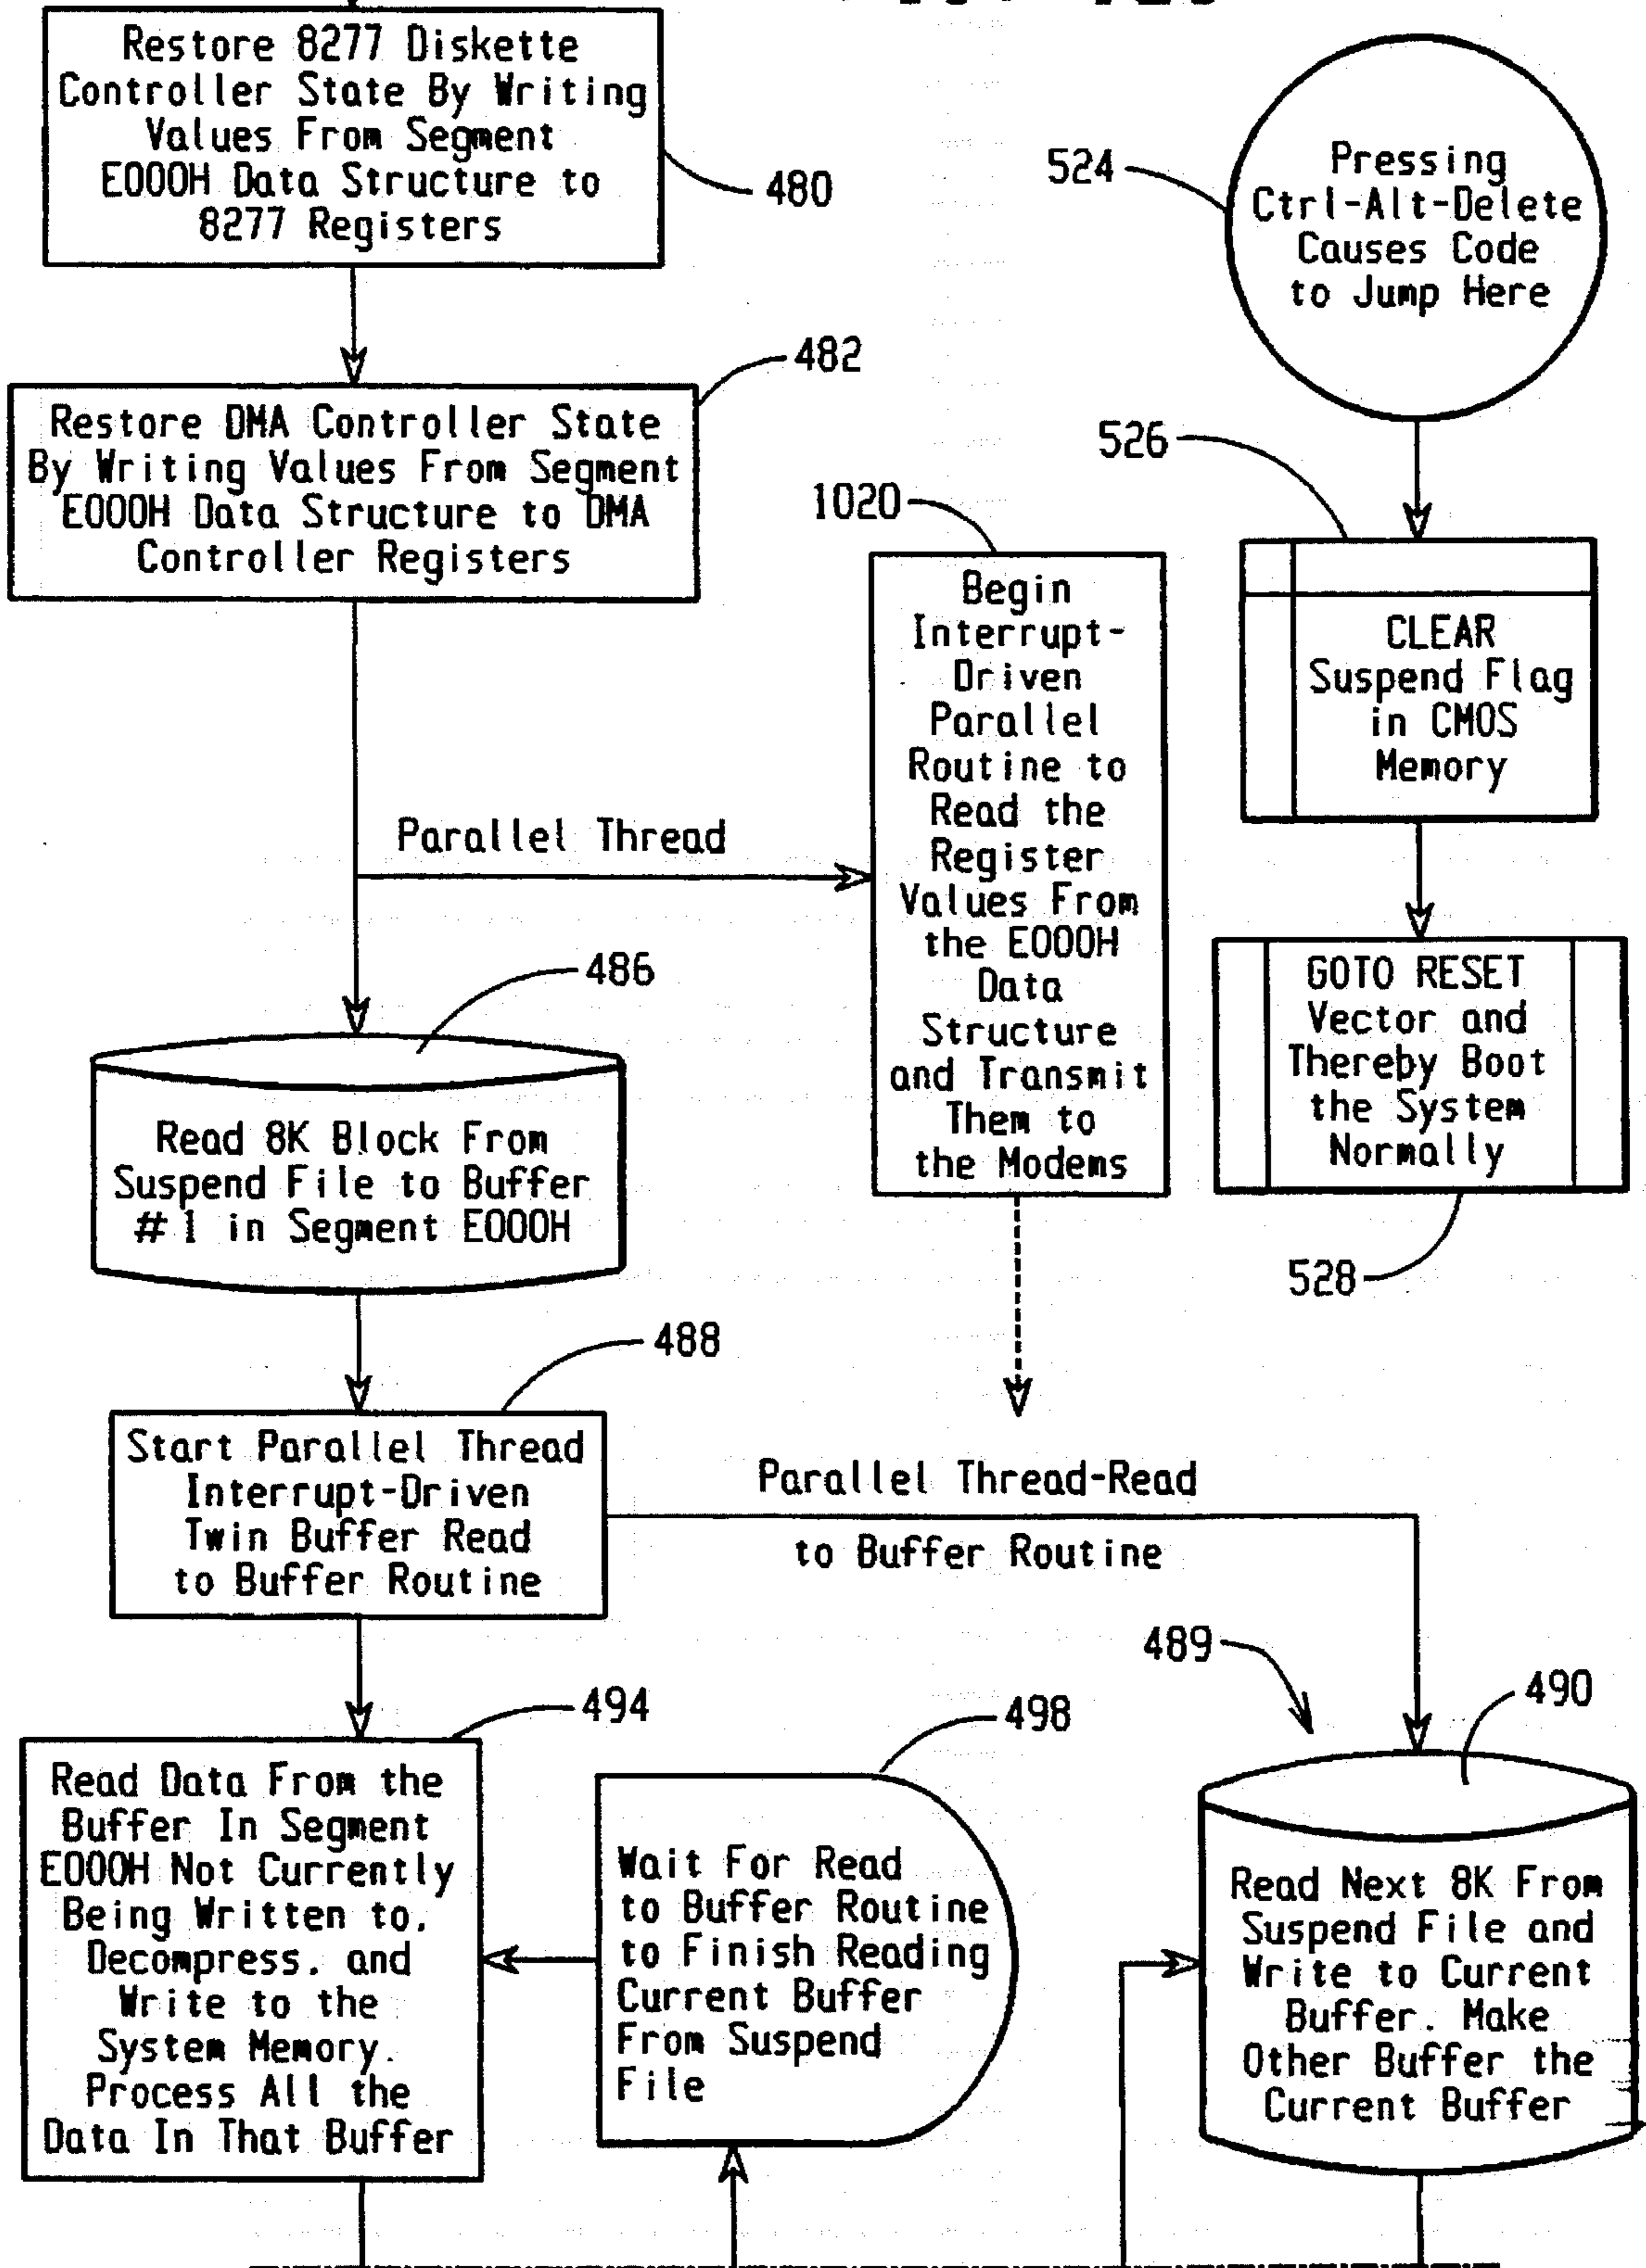 Restore 8277 Diskette
Controller State By Writing
Values From Segment
E000H Data Structure to
8277 Registers
480
Restore DMA Controller State
By Writing Values From Segment
E000H Data Structure to DMA
Controller Registers
482
Parallel Thread
1020
Begin
Interrupt-
Driven
Parallel
Routine to
Read the
Register
Values From
the E000H
Data
Structure
and Transmit
Them to
the Modems
524
Pressing
Ctrl-Alt-Delete
Causes Code
to Jump Here
526
CLEAR
Suspend Flag
in CMOS
Memory
GOTO RESET
Vector and
Thereby Boot
the System
Normally
528
486
Read 8K Block From
Suspend File to Buffer
#1 in Segment E000H
488
Start Parallel Thread
Interrupt-Driven
Twin Buffer Read
to Buffer Routine
Parallel Thread-Read
to Buffer Routine
494
Read Data From the
Buffer In Segment
E000H Not Currently
Being Written to,
Decompress, and
Write to the
System Memory.
Process All the
Data In That Buffer
498
Wait For Read
to Buffer Routine
to Finish Reading
Current Buffer
From Suspend
File
489
490
Read Next 8K From
Suspend File and
Write to Current
Buffer. Make
Other Buffer the
Current Buffer